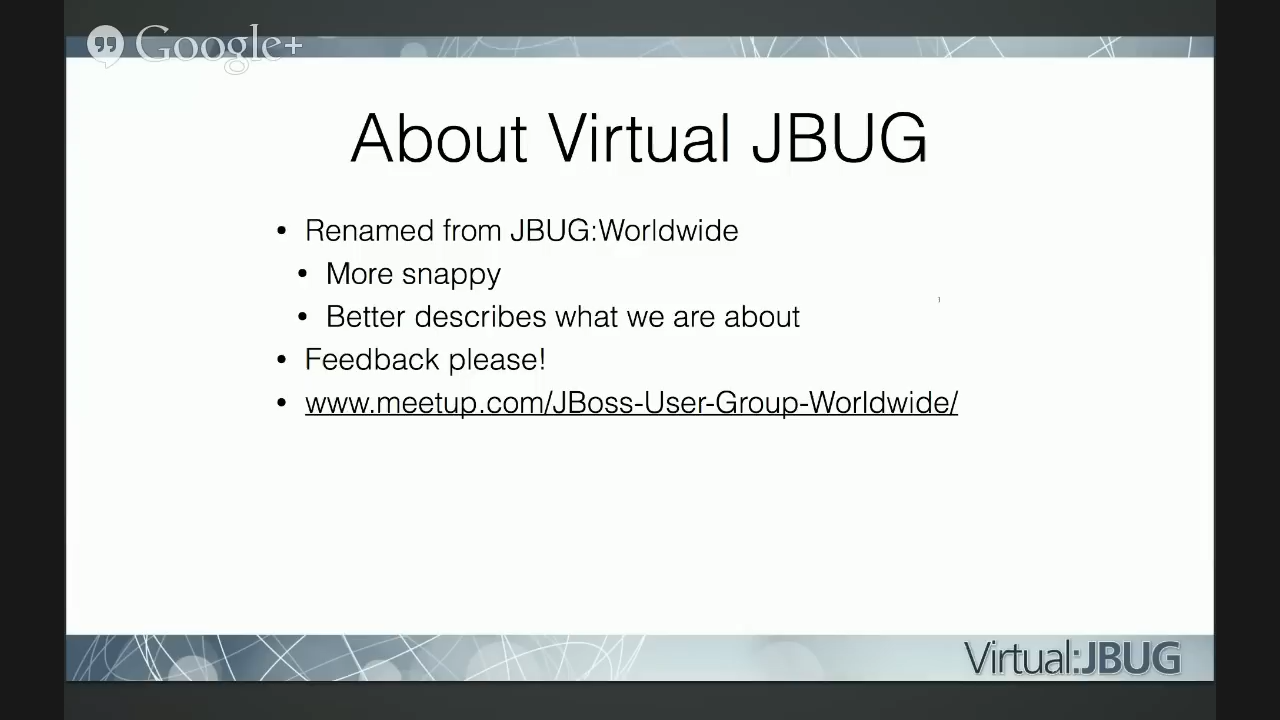 Google+
About Virtual JBUG
• Renamed from JBUG:Worldwide
• More snappy
• Better describes what we are about
• Feedback please!
• www.meetup.com/JBoss-User-Group-Worldwide/
Virtual:JBUG